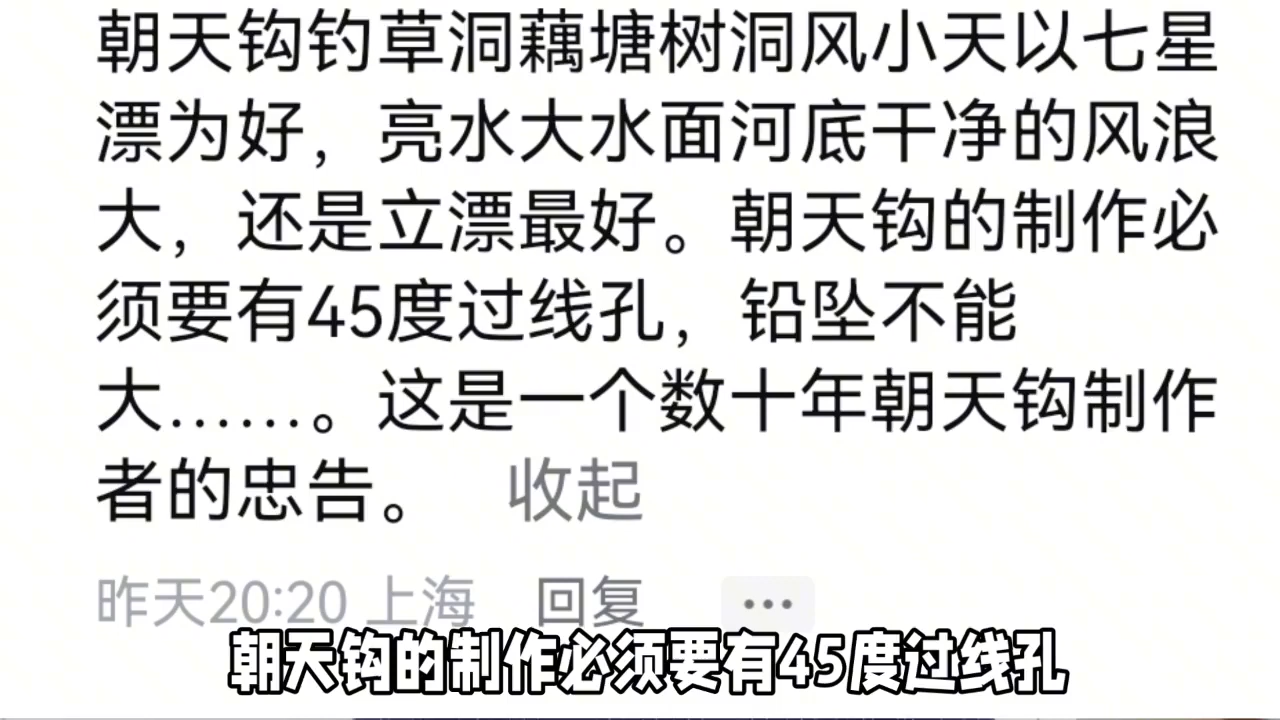 朝天钩钓草洞藕塘树洞风小天以七星
漂为好，亮水大水面河底干净的风浪
大，还是立漂最好。朝天钩的制作必
须要有45度过线孔，铅坠不能
大……。这是一个数十年朝天钩制作
者的忠告。 收起
昨天20:20 上海 回复 •••
朝天钩的制作必须要有45度过线孔